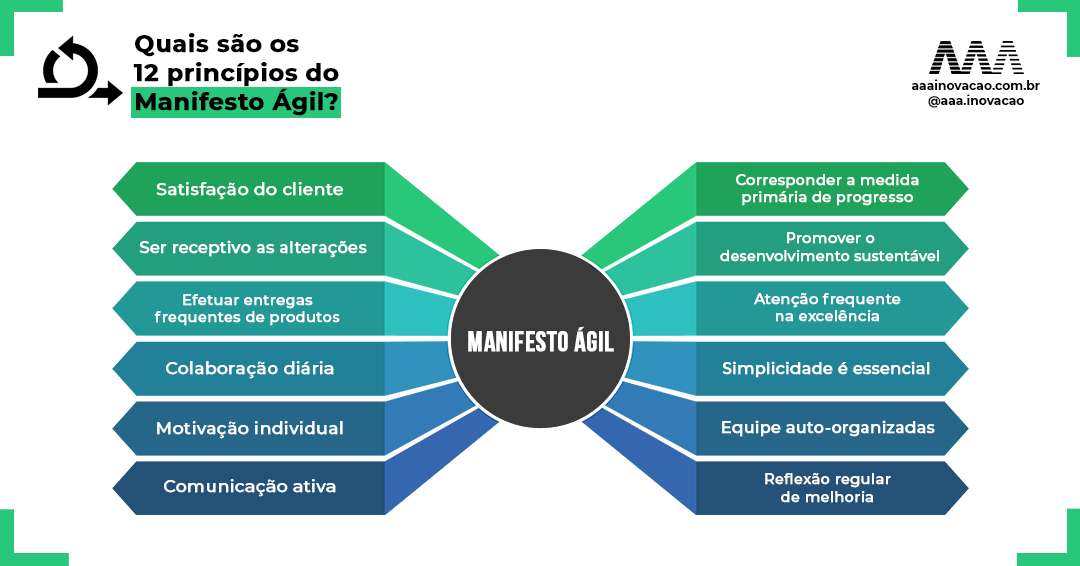 Quais são os
12 princípios do
Manifesto Ágil?
aaainovacao.com.br
@aaa.inovacao
Satisfação do cliente
Ser receptivo as alterações
Efetuar entregas
frequentes de produtos
Colaboração diária
Motivação individual
Comunicação ativa
MANIFESTO ÁGIL
Corresponder a medida
primária de progresso
Promover o
desenvolvimento sustentável
Atenção frequente
na excelência
Simplicidade é essencial
Equipe auto-organizadas
Reflexão regular
de melhoria